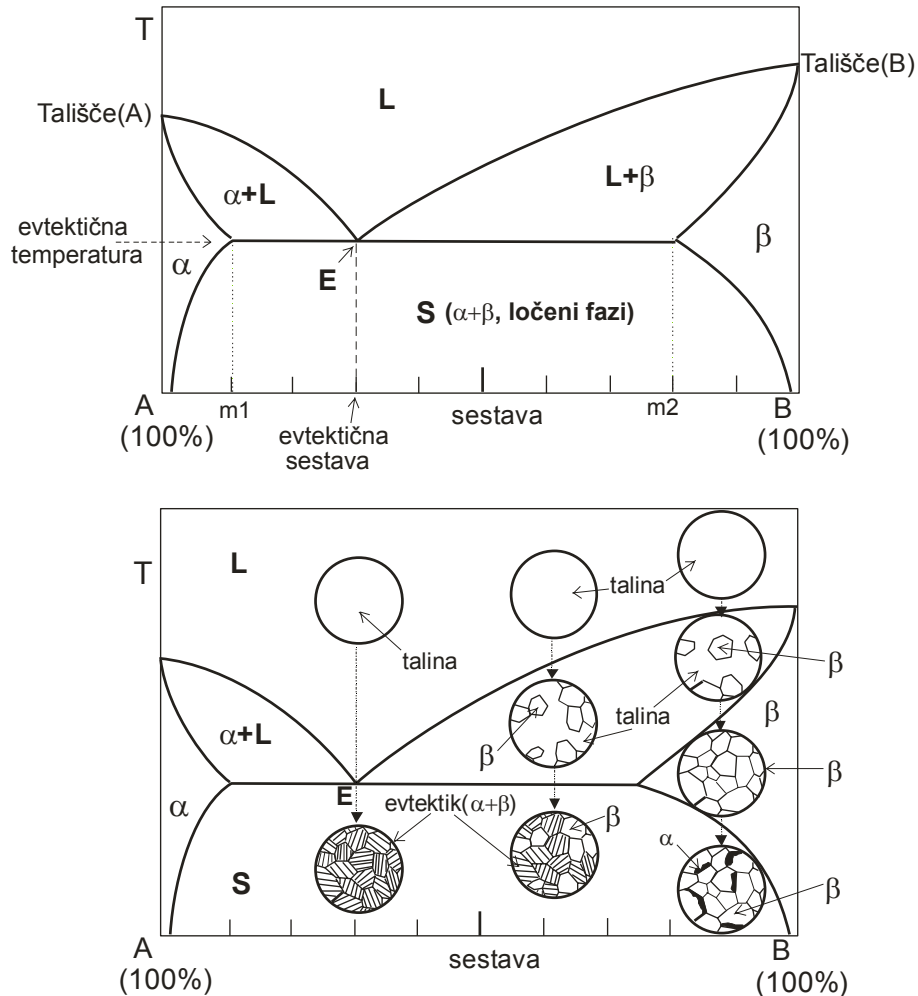 T
L
Tališče(A)
Tališče(B)
α+L
L+β
evtektična
temperatura
α
β
E
S (α+β, ločeni fazi)
A
(100%)
m1
sestava
m2
B
(100%)
evtektična
sestava
T
L
talina
talina
β
talina
α+L
β
β
β
α
E
evtektik(α+β)
β
α
S
β
A
(100%)
sestava
B
(100%)